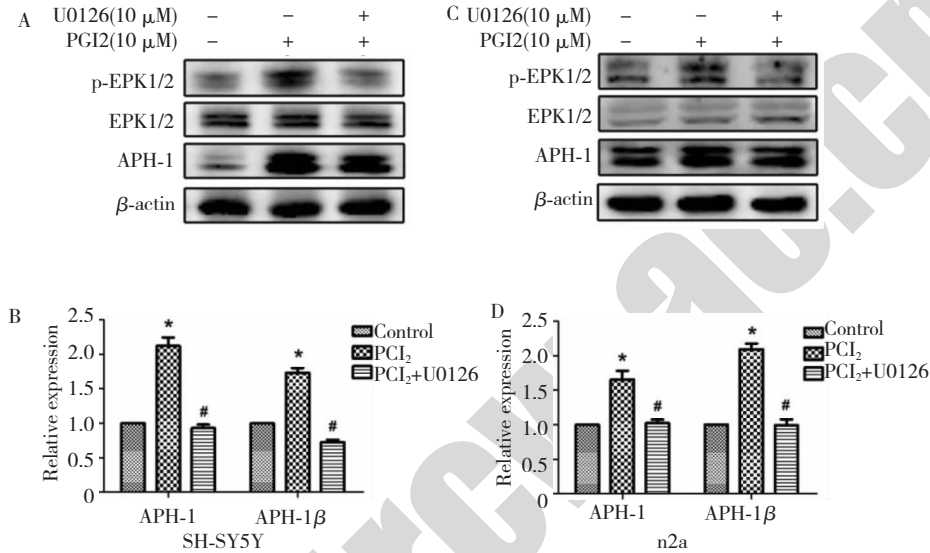 A
U0126(10 μM) − − +
PGI2(10 μM) − + +
p-EPK1/2
EPK1/2
APH-1
β-actin
C
U0126(10 μM) − − +
PGI2(10 μM) − + +
p-EPK1/2
EPK1/2
APH-1
β-actin
B
Relative expression
2.5
2.0
1.5
1.0
0.5
0
* # * #
Control
PCI₂
PCI₂+U0126
APH-1 APH-1β
SH-SY5Y
D
Relative expression
2.5
2.0
1.5
1.0
0.5
0
* # * #
Control
PCI₂
PCI₂+U0126
APH-1 APH-1β
n2a